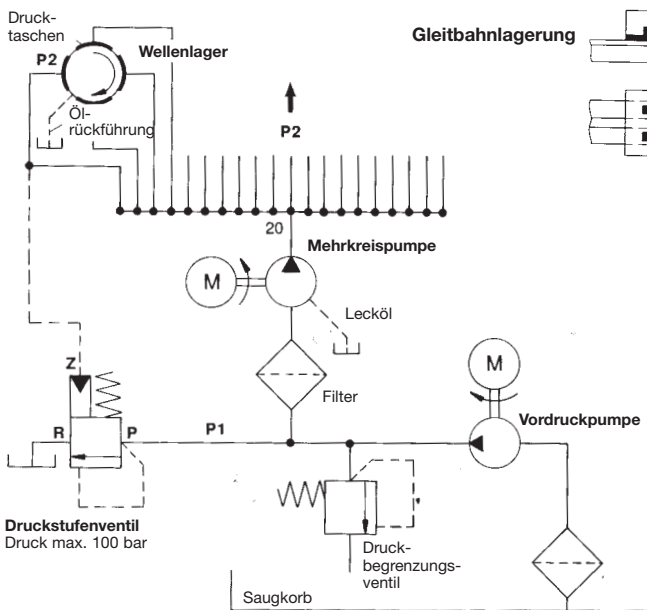 Druck-
taschen
P2
Wellenlager
Gleitbahnlagerung
Öl-
rückführung
P2
20
Mehrkreispumpe
M
Lecköl
M
Z
Filter
Vordruckpumpe
R
P
P1
Druckstufenventil
Druck max. 100 bar
Druck-
begrenzungs-
ventil
Saugkorb